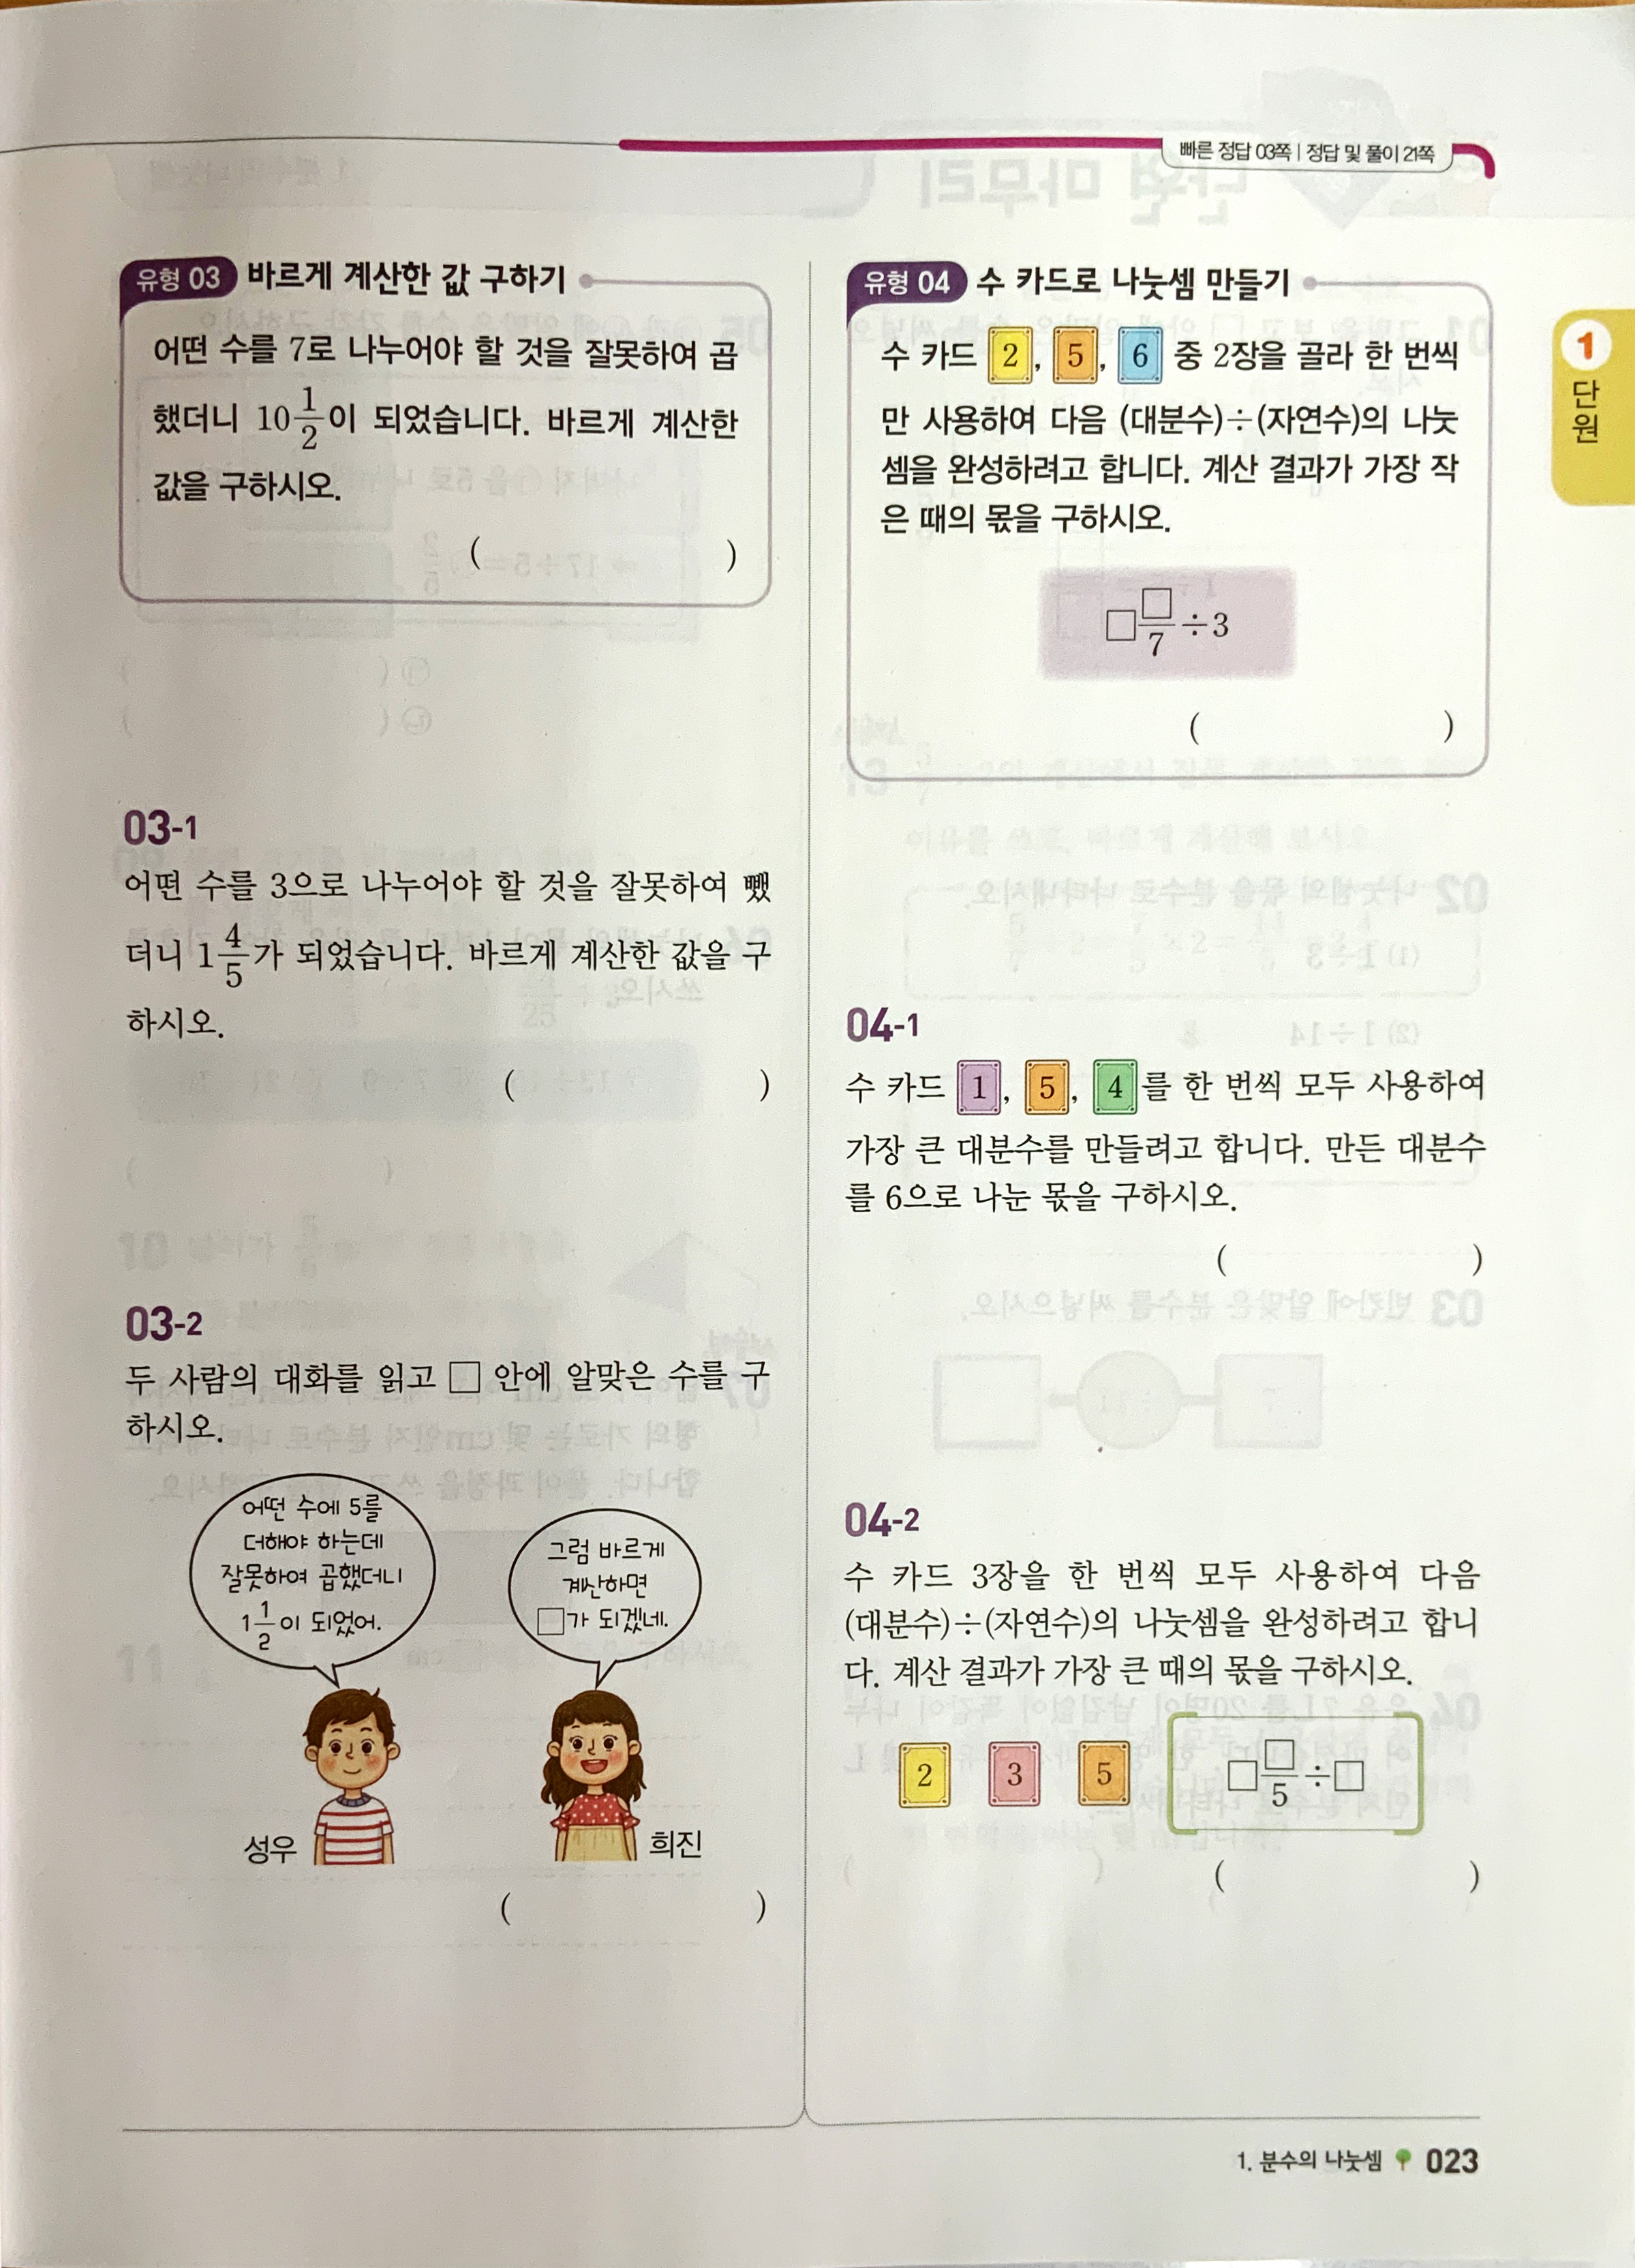 빠른 정답 03쪽 | 정답 및 풀이 21쪽
유형 03 바르게 계산한 값 구하기
어떤 수를 7로 나누어야 할 것을 잘못하여 곱
했더니 10 1/2이 되었습니다. 바르게 계산한
값을 구하시오.
( )
03-1
어떤 수를 3으로 나누어야 할 것을 잘못하여 뺐
더니 1 4/5가 되었습니다. 바르게 계산한 값을 구
하시오.
( )
03-2
두 사람의 대화를 읽고 □ 안에 알맞은 수를 구
하시오.
어떤 수에 5를
더해야 하는데
잘못하여 곱했더니
1 1/2이 되었어.
그럼 바르게
계산하면
□가 되겠네.
성우
희진
( )
유형 04 수 카드로 나눗셈 만들기
수 카드 2, 5, 6 중 2장을 골라 한 번씩
만 사용하여 다음 (대분수)÷(자연수)의 나눗
셈을 완성하려고 합니다. 계산 결과가 가장 작
은 때의 몫을 구하시오.
□ □/7 ÷3
( )
04-1
수 카드 1, 5, 4를 한 번씩 모두 사용하여
가장 큰 대분수를 만들려고 합니다. 만든 대분수
를 6으로 나눈 몫을 구하시오.
( )
04-2
수 카드 3장을 한 번씩 모두 사용하여 다음
(대분수)÷(자연수)의 나눗셈을 완성하려고 합니
다. 계산 결과가 가장 큰 때의 몫을 구하시오.
2 3 5 □ □/5 ÷□
( )
1
단
원
1. 분수의 나눗셈 023